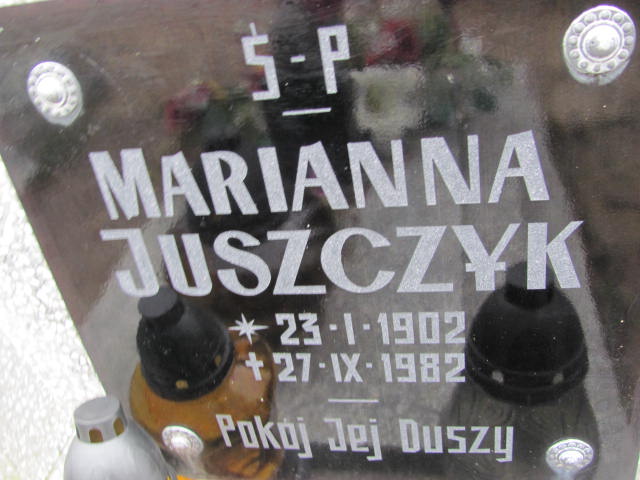 Ś-P
MARIANNA
JUSZCZYK
* 23·I·1902
+ 27·IX·1982
Pokój Jej Duszy